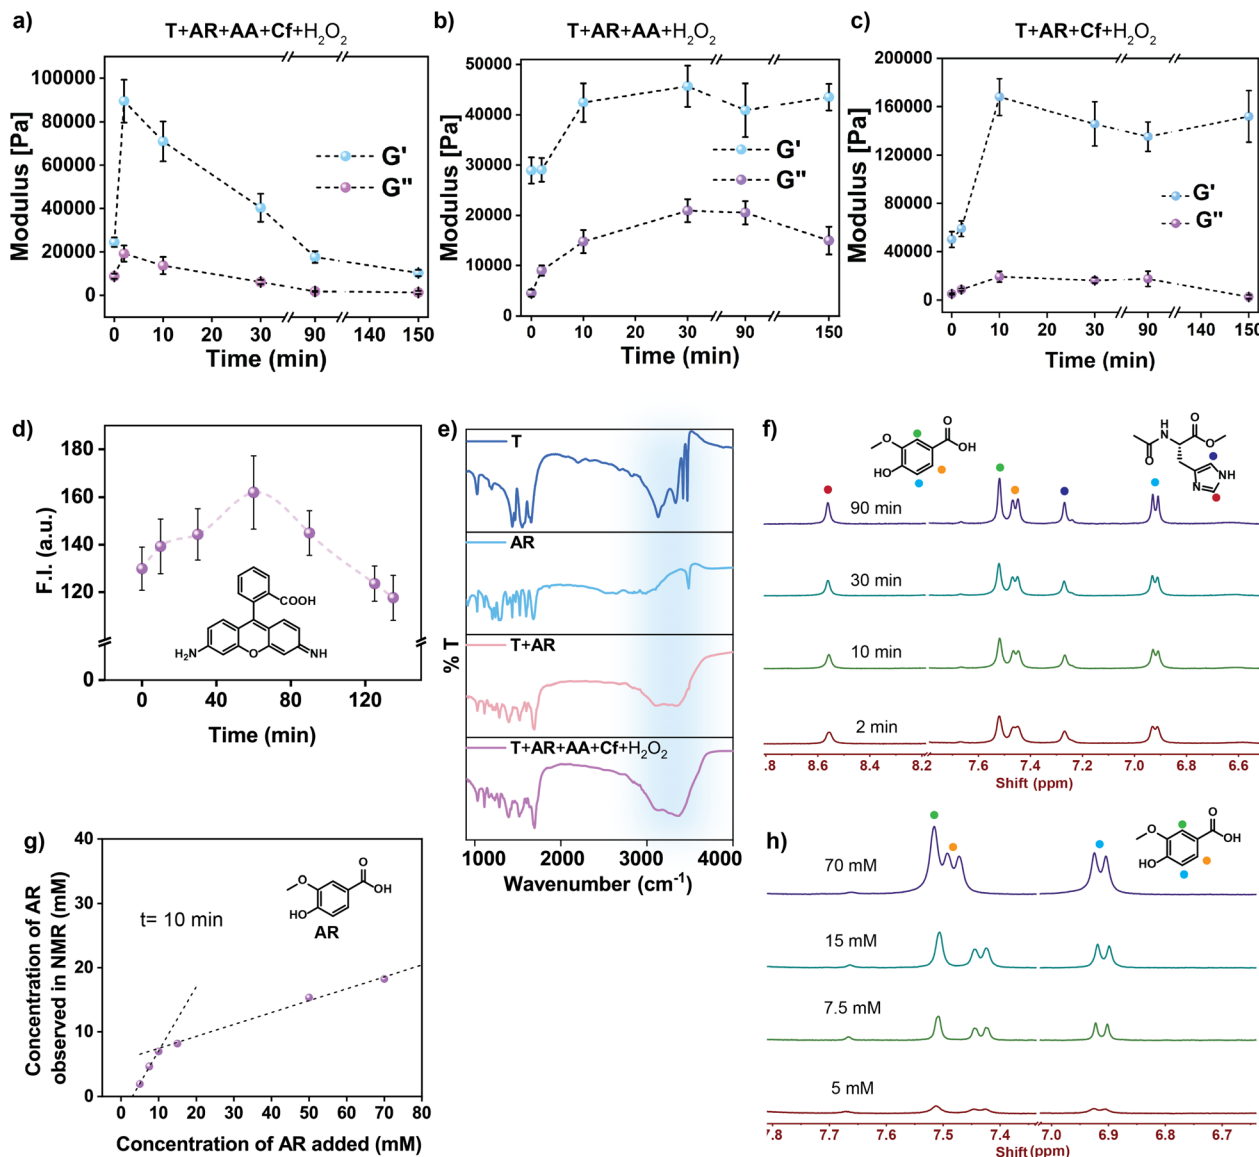 a)
T+AR+AA+Cf+H₂O₂
Modulus [Pa]
100000
80000
60000
40000
20000
0
G'
G"
0 10 20 30 90 140 150
Time (min)
b)
T+AR+AA+H₂O₂
Modulus [Pa]
50000
40000
30000
20000
10000
0
G'
G"
0 10 30 90 150
Time (min)
c)
T+AR+Cf+H₂O₂
Modulus [Pa]
200000
160000
120000
80000
40000
0
G'
G"
0 10 20 30 90 140 150
Time (min)
d)
F.I. (a.u.)
180
160
140
120
0
COOH
H₂N
O
NH
0 40 80 120
Time (min)
e)
% T
T
AR
T+AR
T+AR+AA+Cf+H₂O₂
1000 2000 3000 4000
Wavenumber (cm⁻¹)
f)
O
O
OH
HO
H
N
O
O
O
N
NH
90 min
30 min
10 min
2 min
.8 8.6 8.4 8.2 7.6 7.4 7.2 7.0 6.8 6.6
Shift (ppm)
g)
Concentration of AR
observed in NMR (mM)
40
30
20
10
0
t= 10 min
O
O
OH
HO
AR
0 10 20 30 40 50 60 70 80
Concentration of AR added (mM)
h)
O
O
OH
HO
70 mM
15 mM
7.5 mM
5 mM
7.8 7.7 7.6 7.5 7.4 7.0 6.9 6.8 6.7
Shift (ppm)